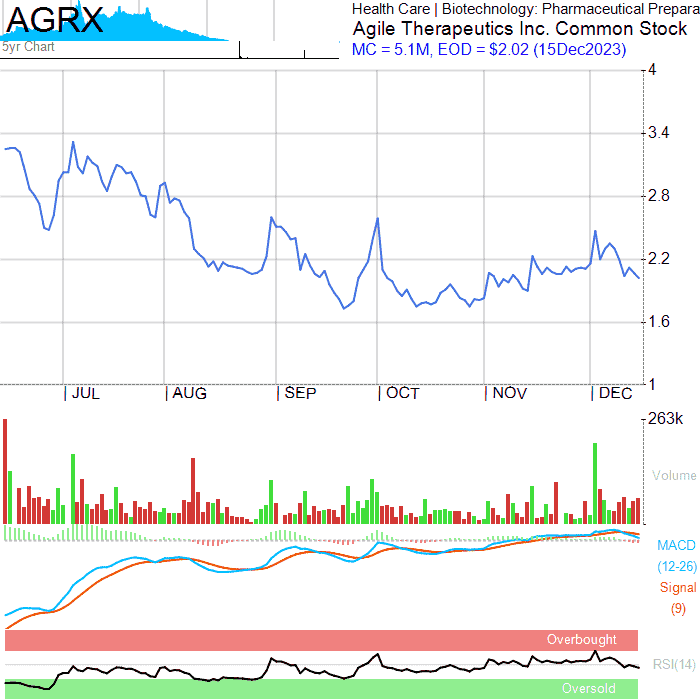 AGRX
5yr Chart
Health Care | Biotechnology: Pharmaceutical Prepara
Agile Therapeutics Inc. Common Stock
MC = 5.1M, EOD = $2.02 (15Dec2023)
4
3.4
2.8
2.2
1.6
1
JUL
AUG
SEP
OCT
NOV
DEC
263k
Volume
MACD
(12-26)
Signal
(9)
Overbought
RSI(14)
Oversold